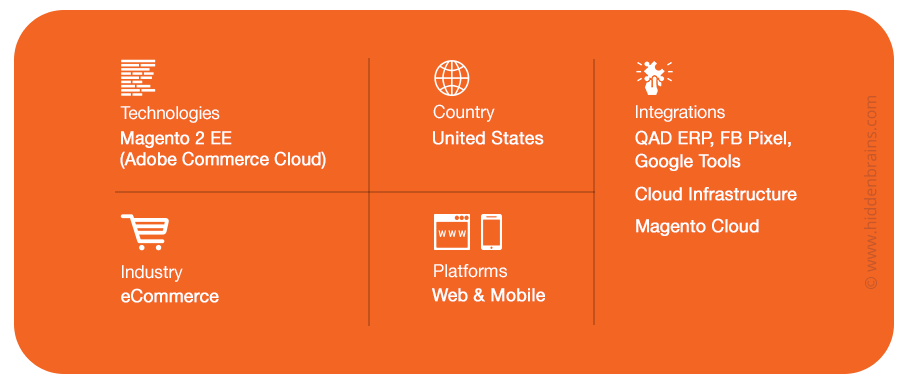 Technologies
Magento 2 EE
(Adobe Commerce Cloud)
Country
United States
Integrations
QAD ERP, FB Pixel,
Google Tools
Cloud Infrastructure
Magento Cloud
Industry
eCommerce
WWW
Platforms
Web & Mobile
© www.hiddenbrains.com